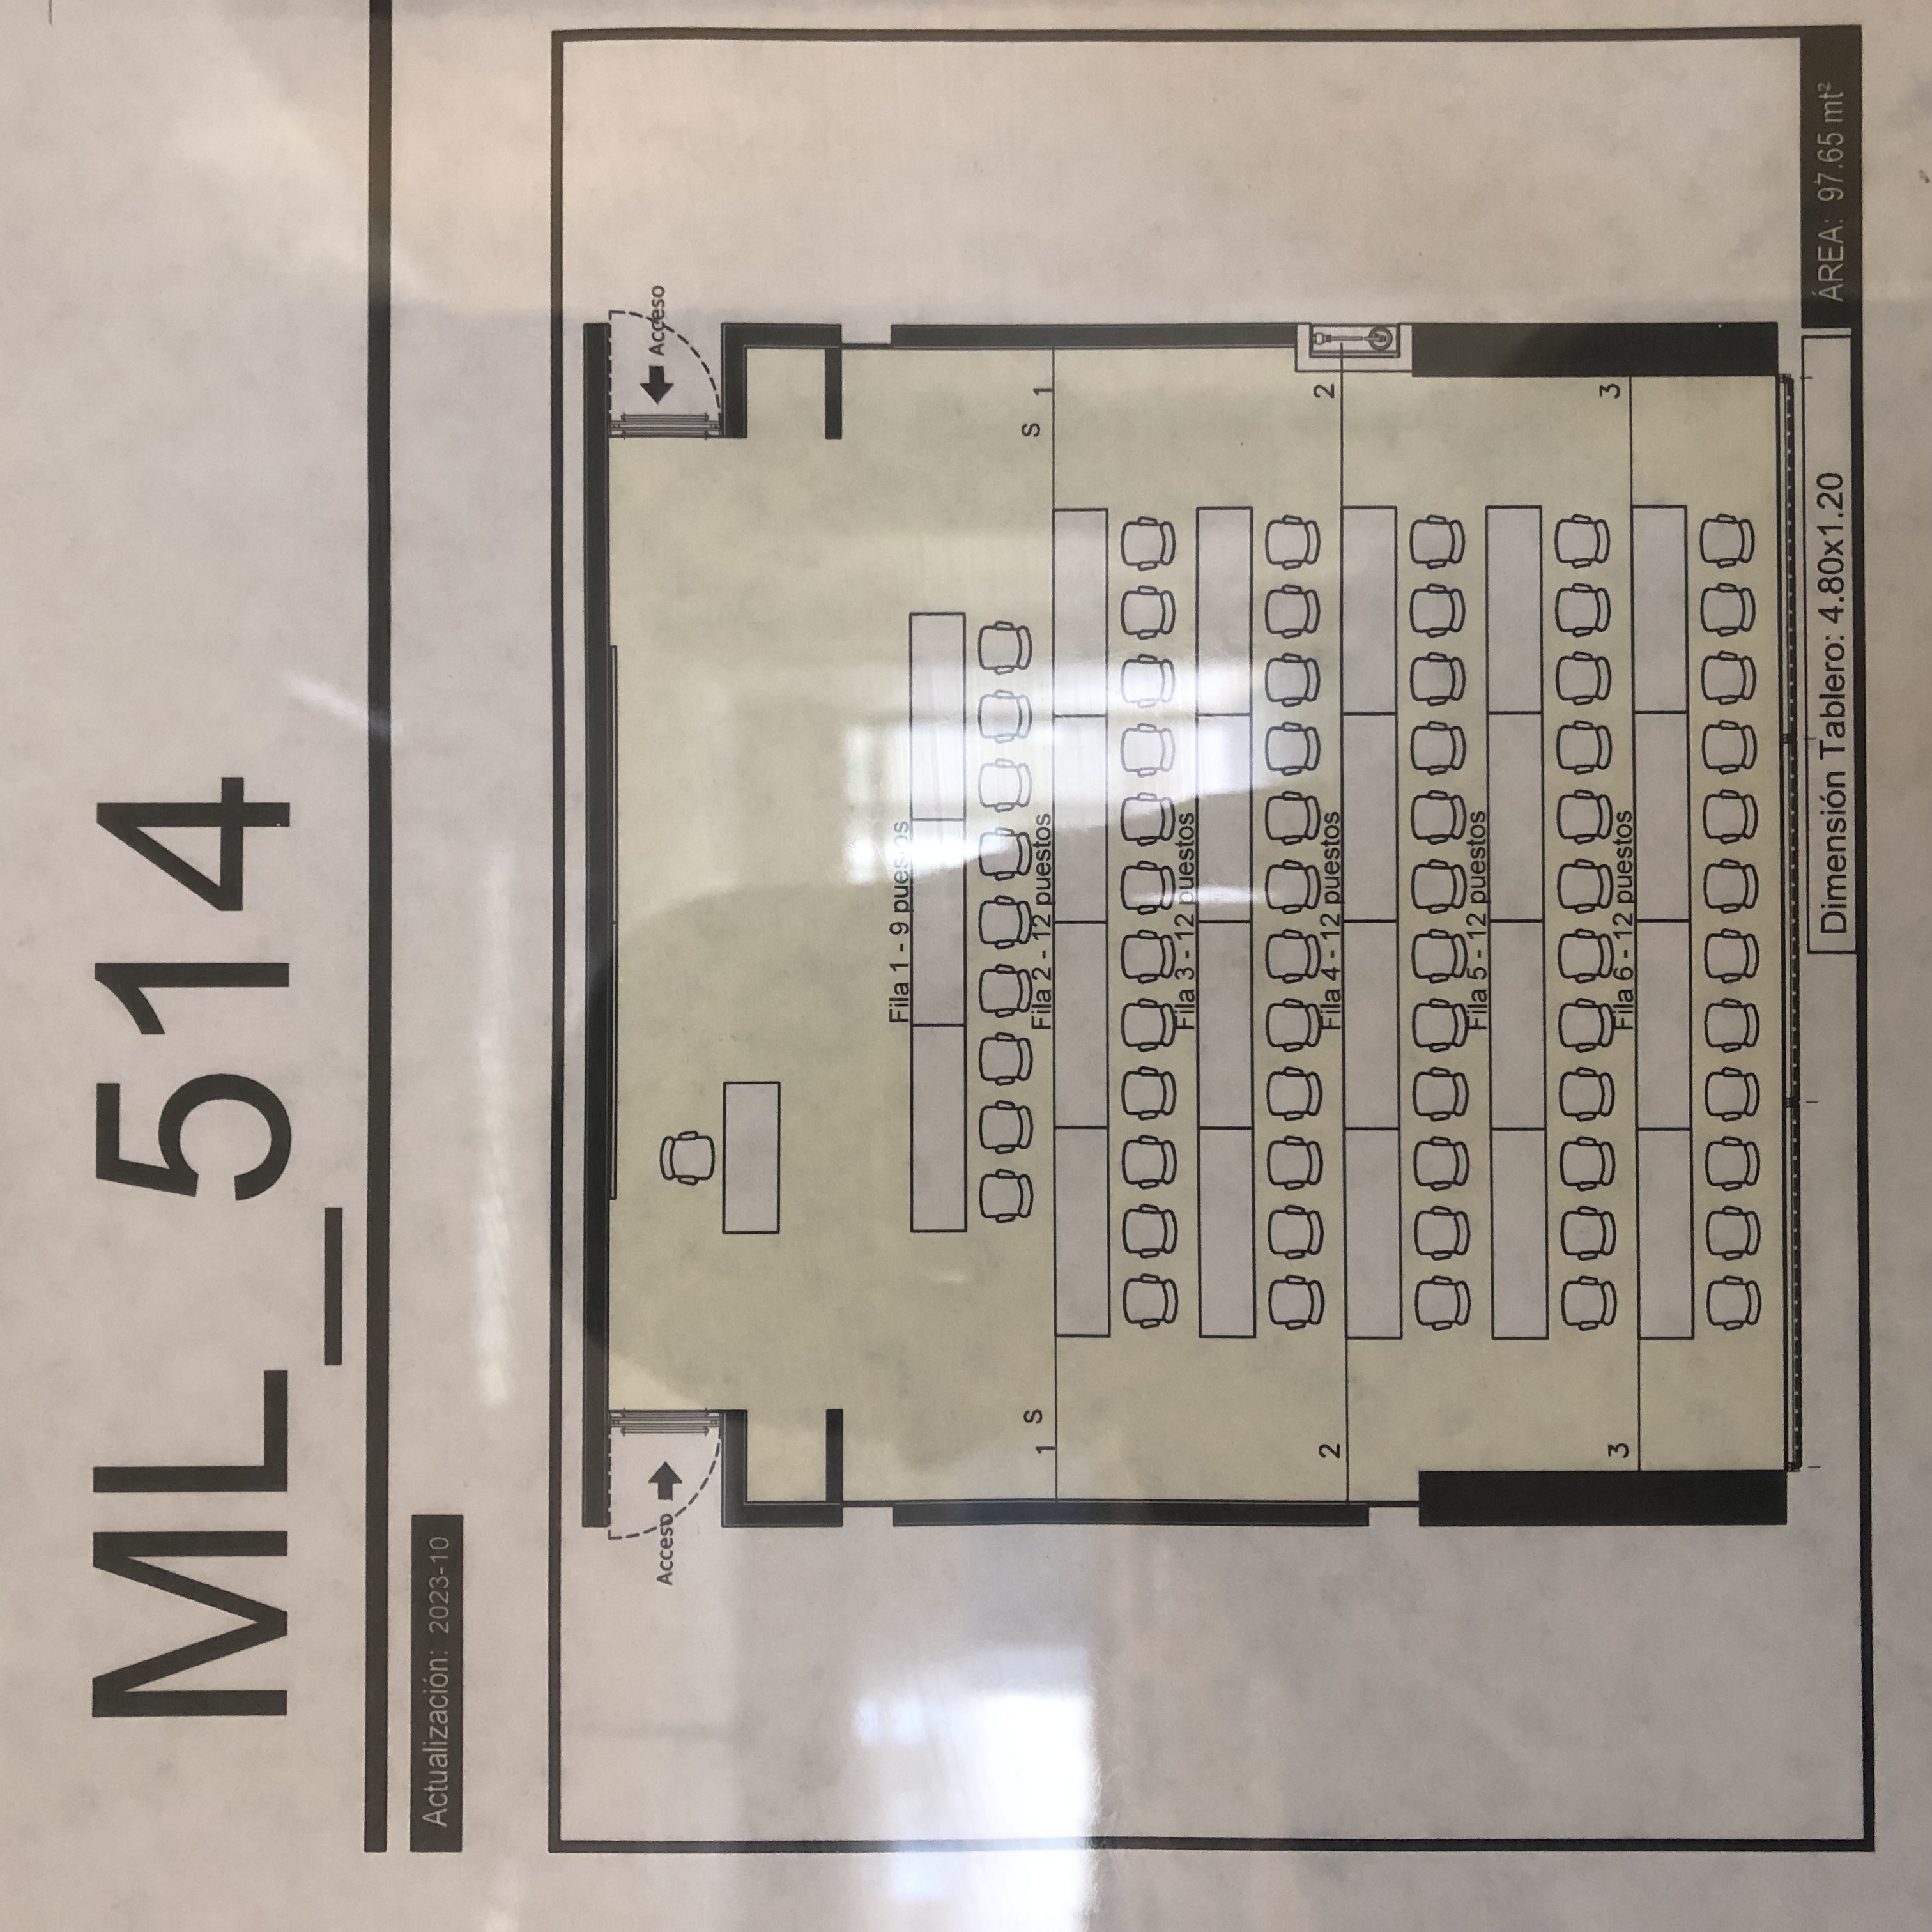 ML_514
Actualización: 2023-10
Acceso
Acceso
Fila 1 - 9 puestos
1 S
S 1
Fila 2 - 12 puestos
Fila 3 - 12 puestos
2
2
Fila 4 - 12 puestos
Fila 5 - 12 puestos
3
3
Fila 6 - 12 puestos
Dimensión Tablero: 4.80x1.20
ÁREA: 97.65 mt²